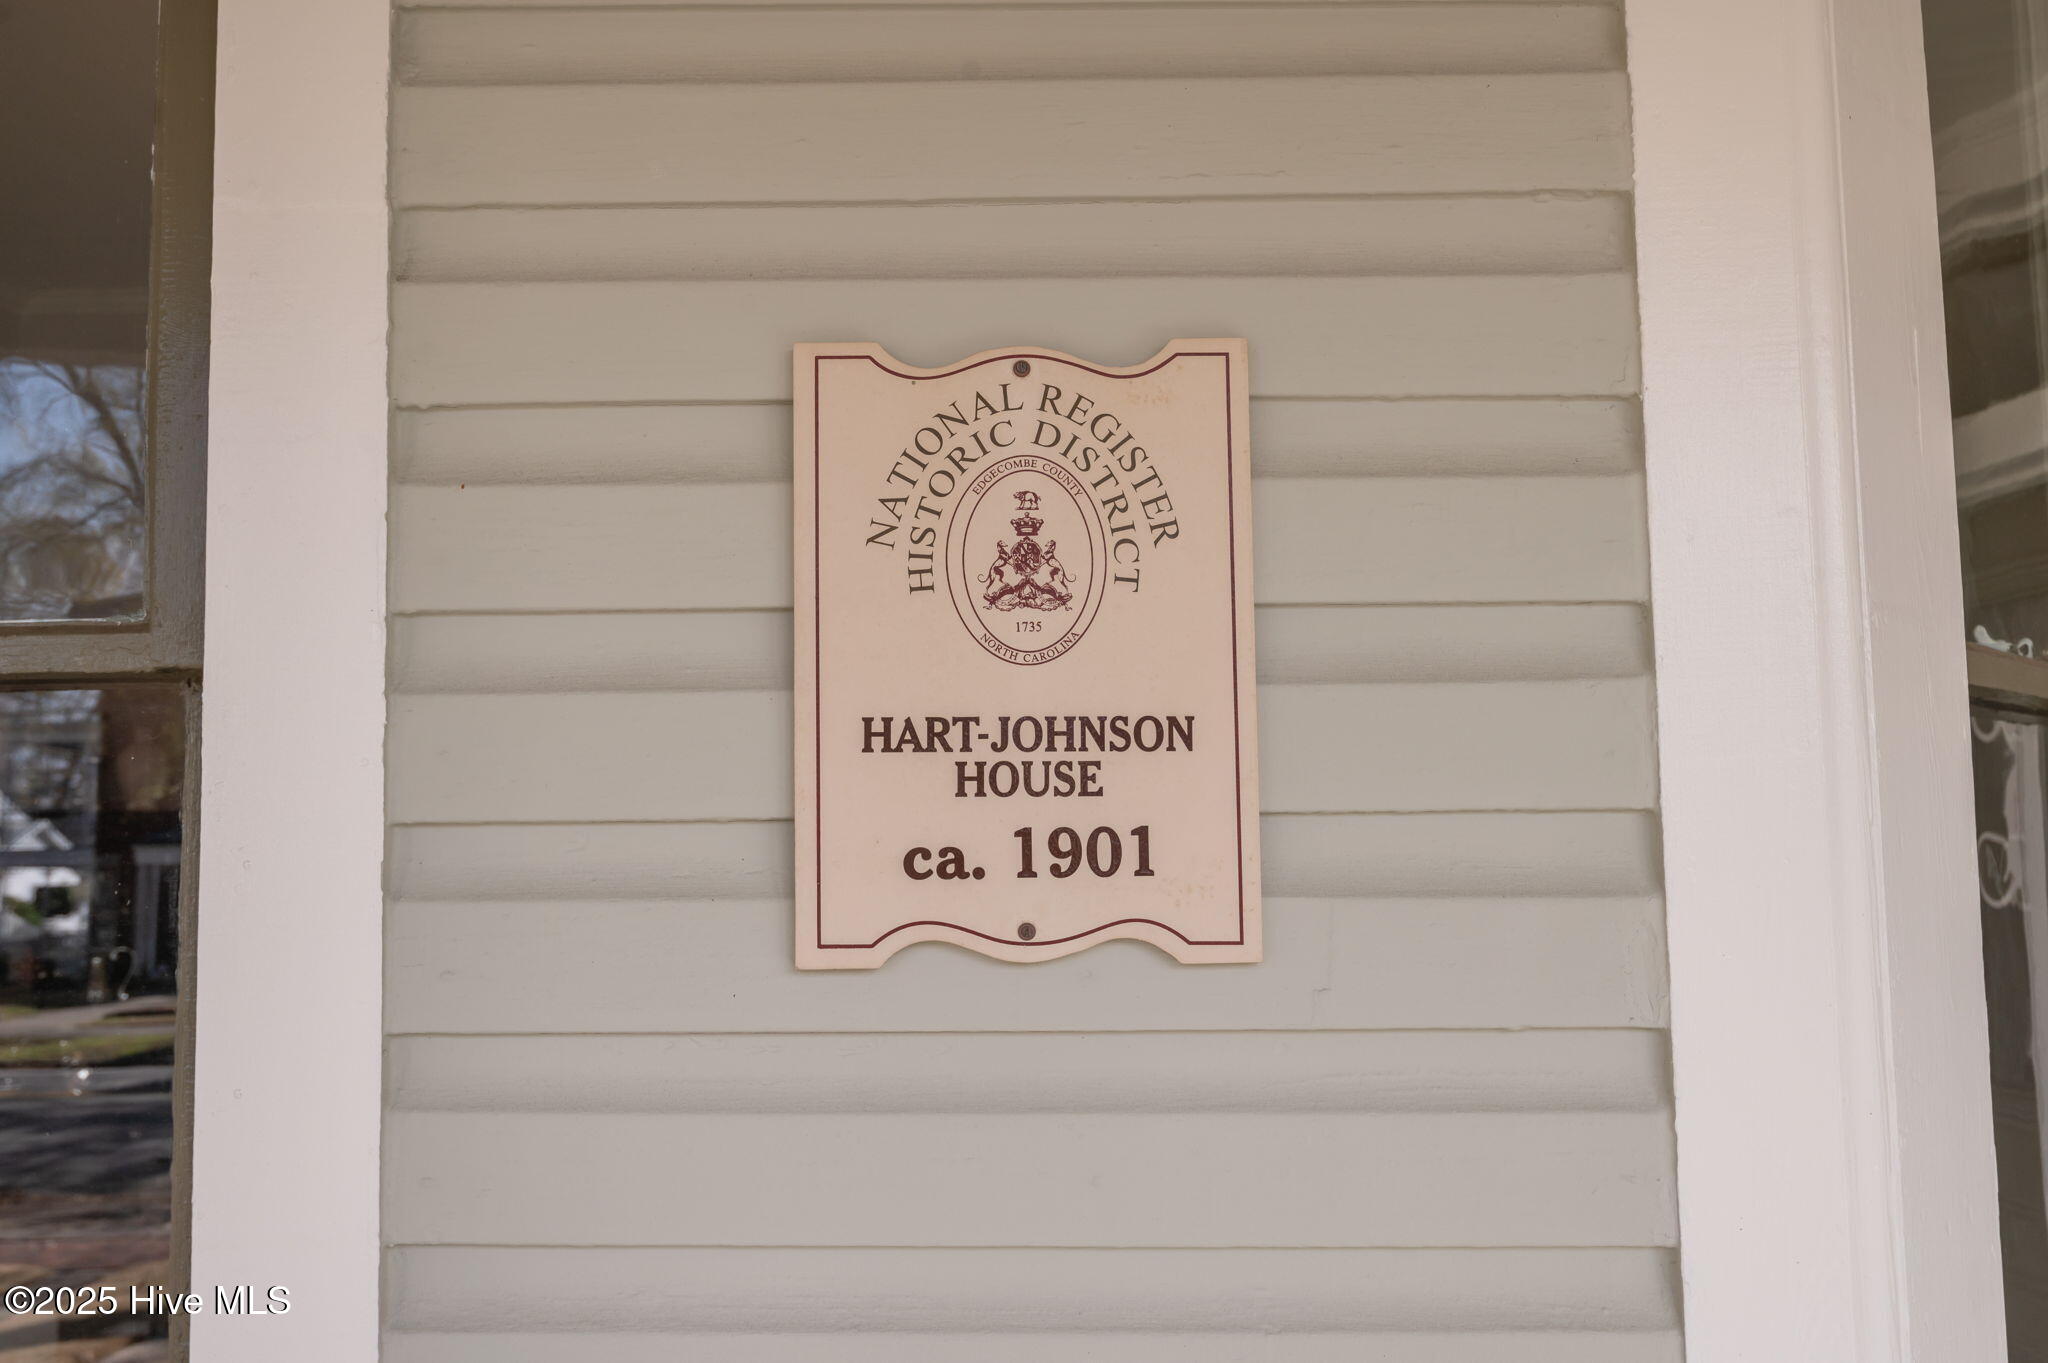 NATIONAL REGISTER
HISTORIC DISTRICT
EDGECOMBE COUNTY
1735
NORTH CAROLINA
HART-JOHNSON
HOUSE
ca. 1901
©2025 Hive MLS